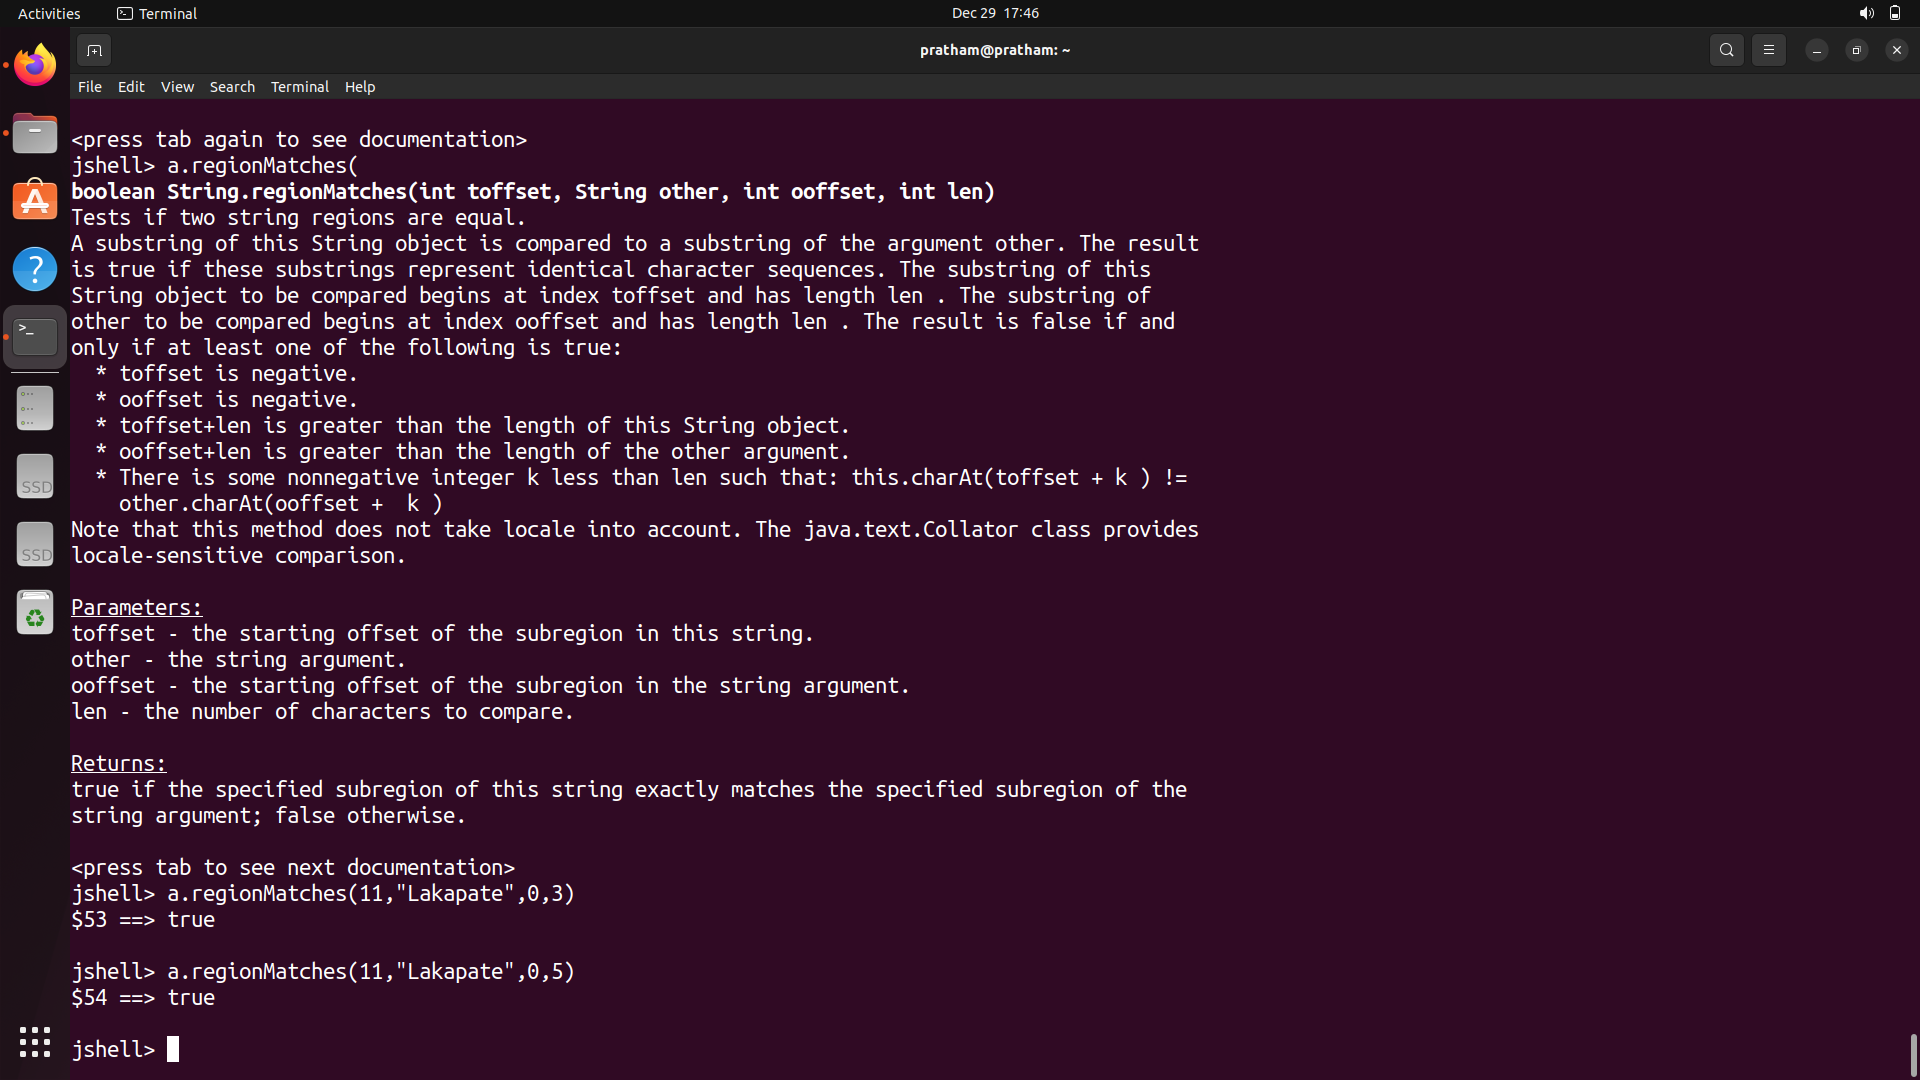 Activities
Terminal
Dec 29 17:46
pratham@pratham: ~
File Edit View Search Terminal Help
<press tab again to see documentation>
jshell> a.regionMatches(
boolean String.regionMatches(int toffset, String other, int ooffset, int len)
Tests if two string regions are equal.
A substring of this String object is compared to a substring of the argument other. The result
is true if these substrings represent identical character sequences. The substring of this
String object to be compared begins at index toffset and has length len . The substring of
other to be compared begins at index ooffset and has length len . The result is false if and
only if at least one of the following is true:
  * toffset is negative.
  * ooffset is negative.
  * toffset+len is greater than the length of this String object.
  * ooffset+len is greater than the length of the other argument.
  * There is some nonnegative integer k less than len such that: this.charAt(toffset + k ) !=
    other.charAt(ooffset +  k )
Note that this method does not take locale into account. The java.text.Collator class provides
locale-sensitive comparison.
Parameters:
toffset - the starting offset of the subregion in this string.
other - the string argument.
ooffset - the starting offset of the subregion in the string argument.
len - the number of characters to compare.
Returns:
true if the specified subregion of this string exactly matches the specified subregion of the
string argument; false otherwise.
<press tab to see next documentation>
jshell> a.regionMatches(11,"Lakapate",0,3)
$53 ==> true
jshell> a.regionMatches(11,"Lakapate",0,5)
$54 ==> true
jshell>
?
>_
SSD
SSD